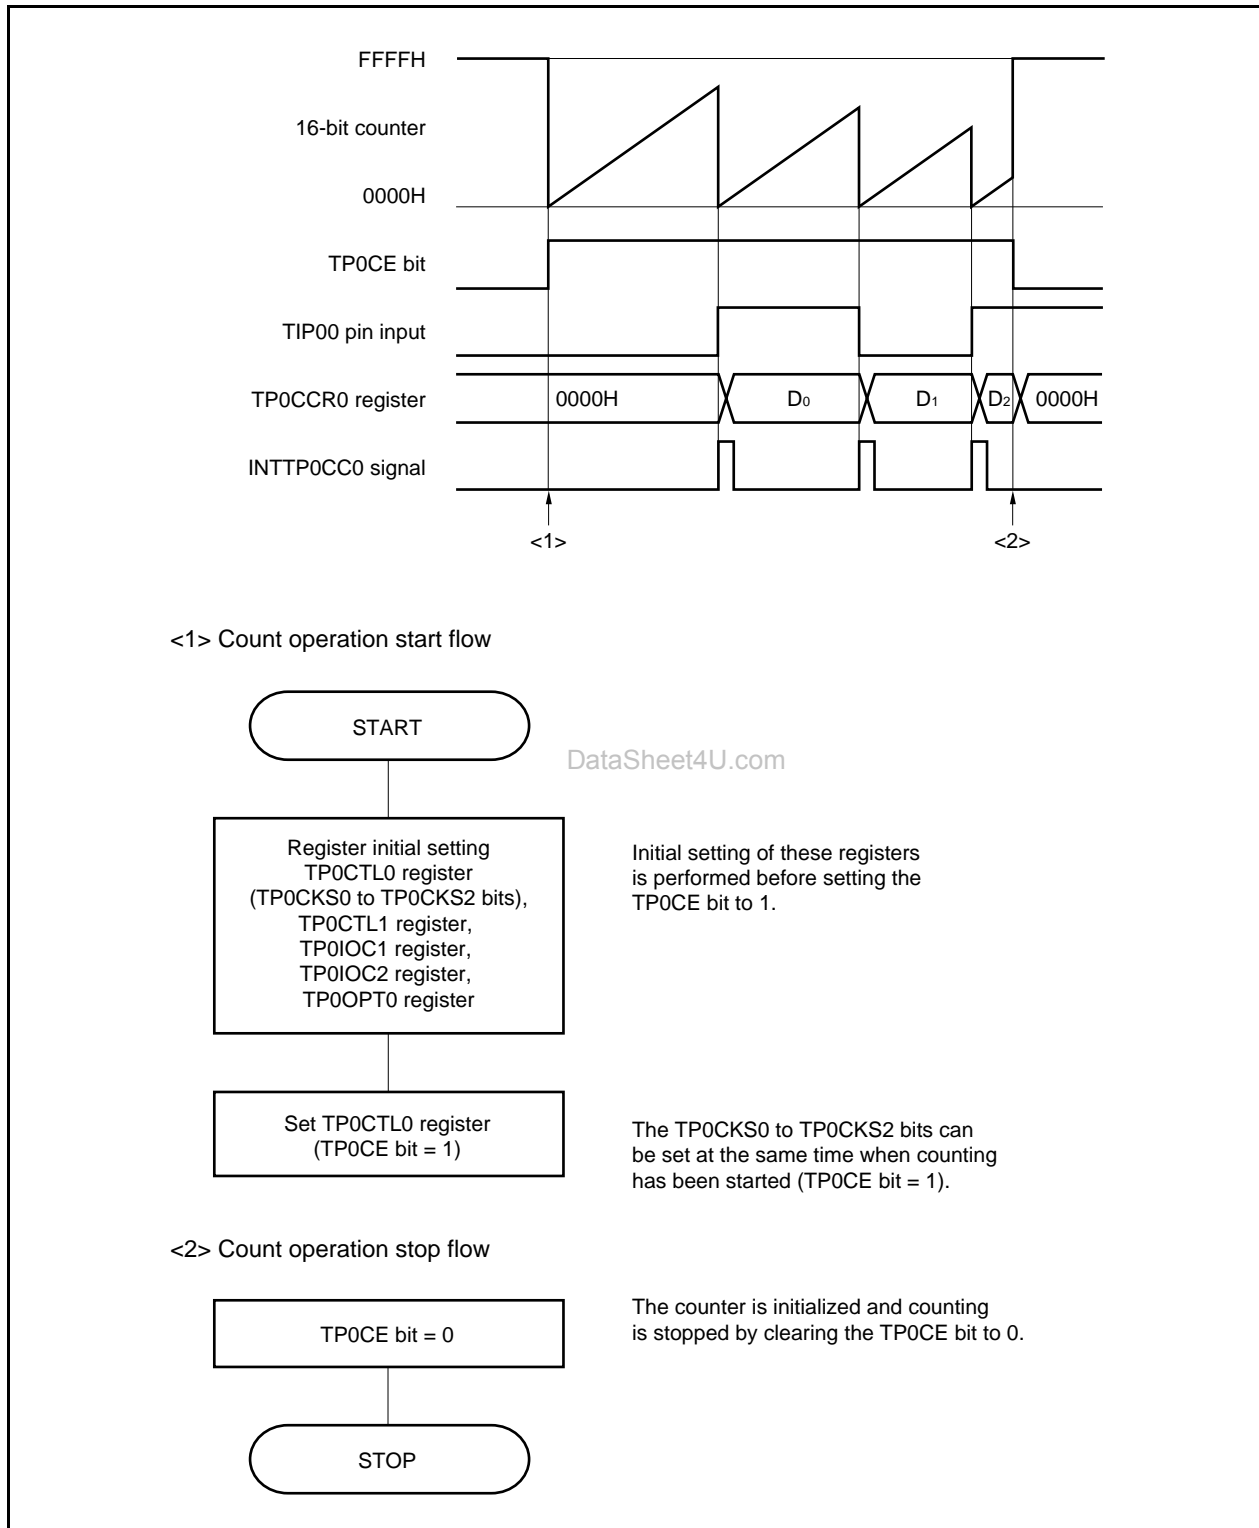 FFFFH
16-bit counter
0000H
TP0CE bit
TIP00 pin input
TP0CCR0 register
0000H
D0
D1
D2
0000H
INTTP0CC0 signal
<1>
<2>
<1> Count operation start flow
START
DataSheet4U.com
Register initial setting
TP0CTL0 register
(TP0CKS0 to TP0CKS2 bits),
TP0CTL1 register,
TP0IOC1 register,
TP0IOC2 register,
TP0OPT0 register
Initial setting of these registers
is performed before setting the
TP0CE bit to 1.
Set TP0CTL0 register
(TP0CE bit = 1)
The TP0CKS0 to TP0CKS2 bits can
be set at the same time when counting
has been started (TP0CE bit = 1).
<2> Count operation stop flow
TP0CE bit = 0
The counter is initialized and counting
is stopped by clearing the TP0CE bit to 0.
STOP